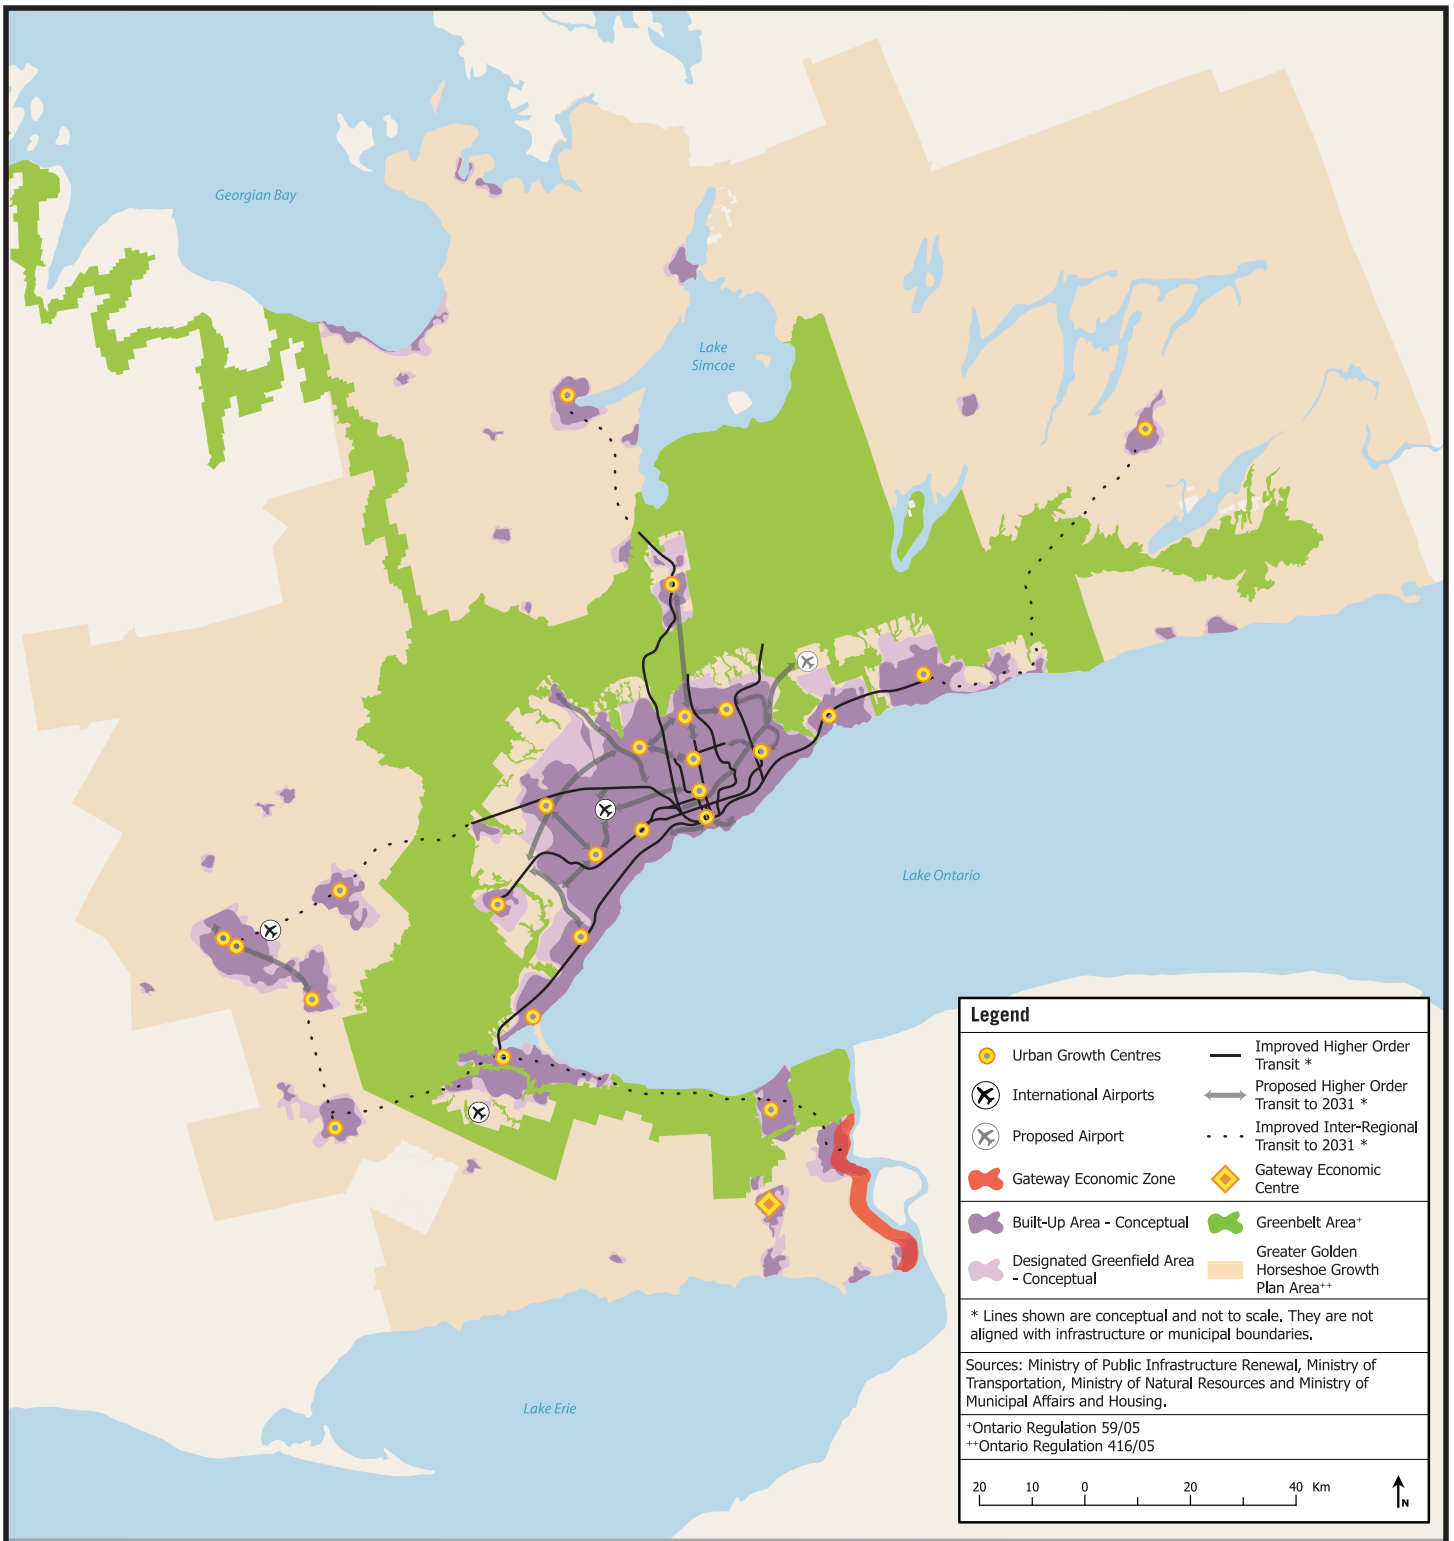 Georgian Bay
Lake
Simcoe
Lake Ontario
Lake Erie
Legend
Urban Growth Centres
International Airports
Proposed Airport
Gateway Economic Zone
Improved Higher Order
Transit *
Proposed Higher Order
Transit to 2031 *
Improved Inter-Regional
Transit to 2031 *
Gateway Economic
Centre
Built-Up Area - Conceptual
Designated Greenfield Area
- Conceptual
Greenbelt Area+
Greater Golden
Horseshoe Growth
Plan Area++
* Lines shown are conceptual and not to scale. They are not
aligned with infrastructure or municipal boundaries.
Sources: Ministry of Public Infrastructure Renewal, Ministry of
Transportation, Ministry of Natural Resources and Ministry of
Municipal Affairs and Housing.
+Ontario Regulation 59/05
++Ontario Regulation 416/05
20 10 0 20 40 Km
N